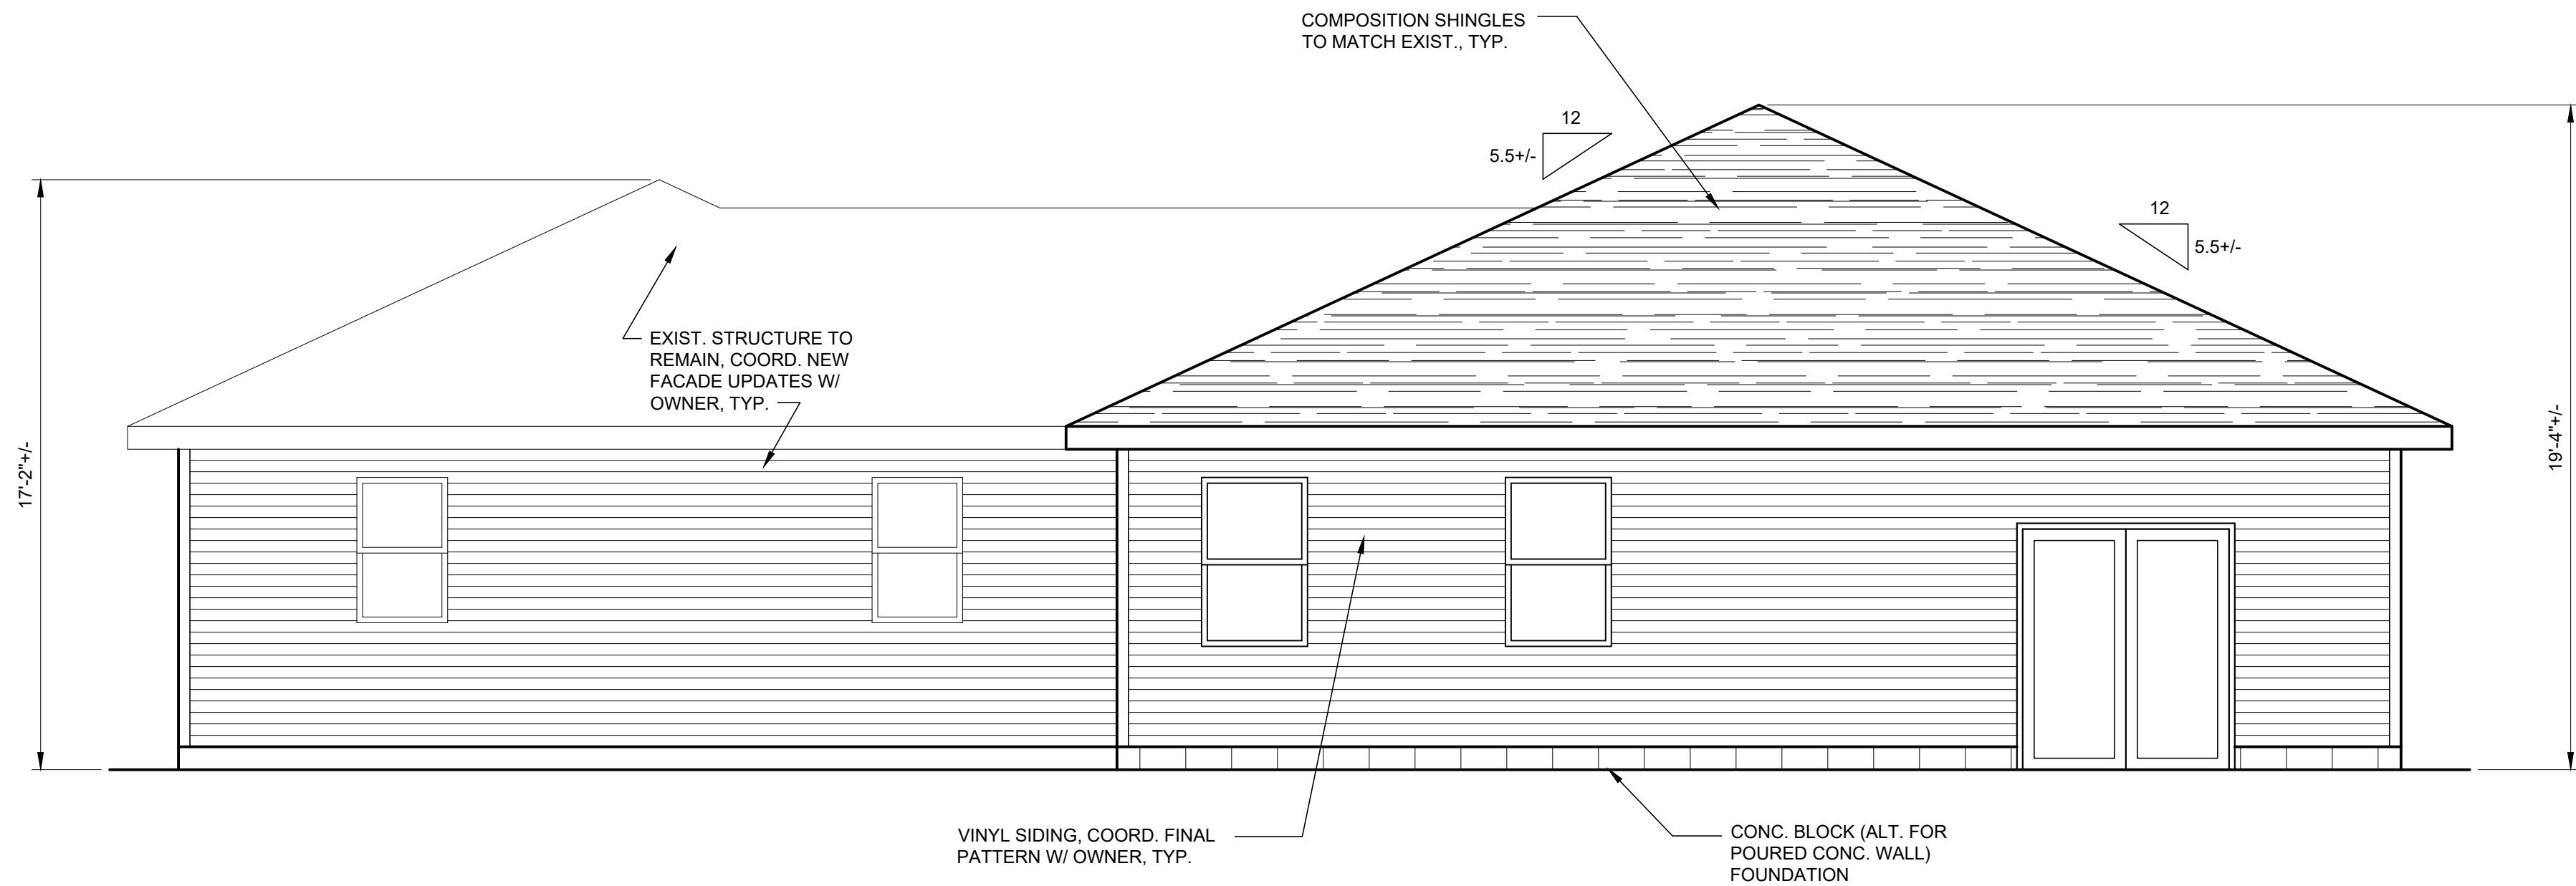 COMPOSITION SHINGLES
TO MATCH EXIST., TYP.
12
5.5+/-
12
5.5+/-
EXIST. STRUCTURE TO
REMAIN, COORD. NEW
FACADE UPDATES W/
OWNER, TYP.
17'-2"+/-
19'-4"+/-
VINYL SIDING, COORD. FINAL
PATTERN W/ OWNER, TYP.
CONC. BLOCK (ALT. FOR
POURED CONC. WALL)
FOUNDATION